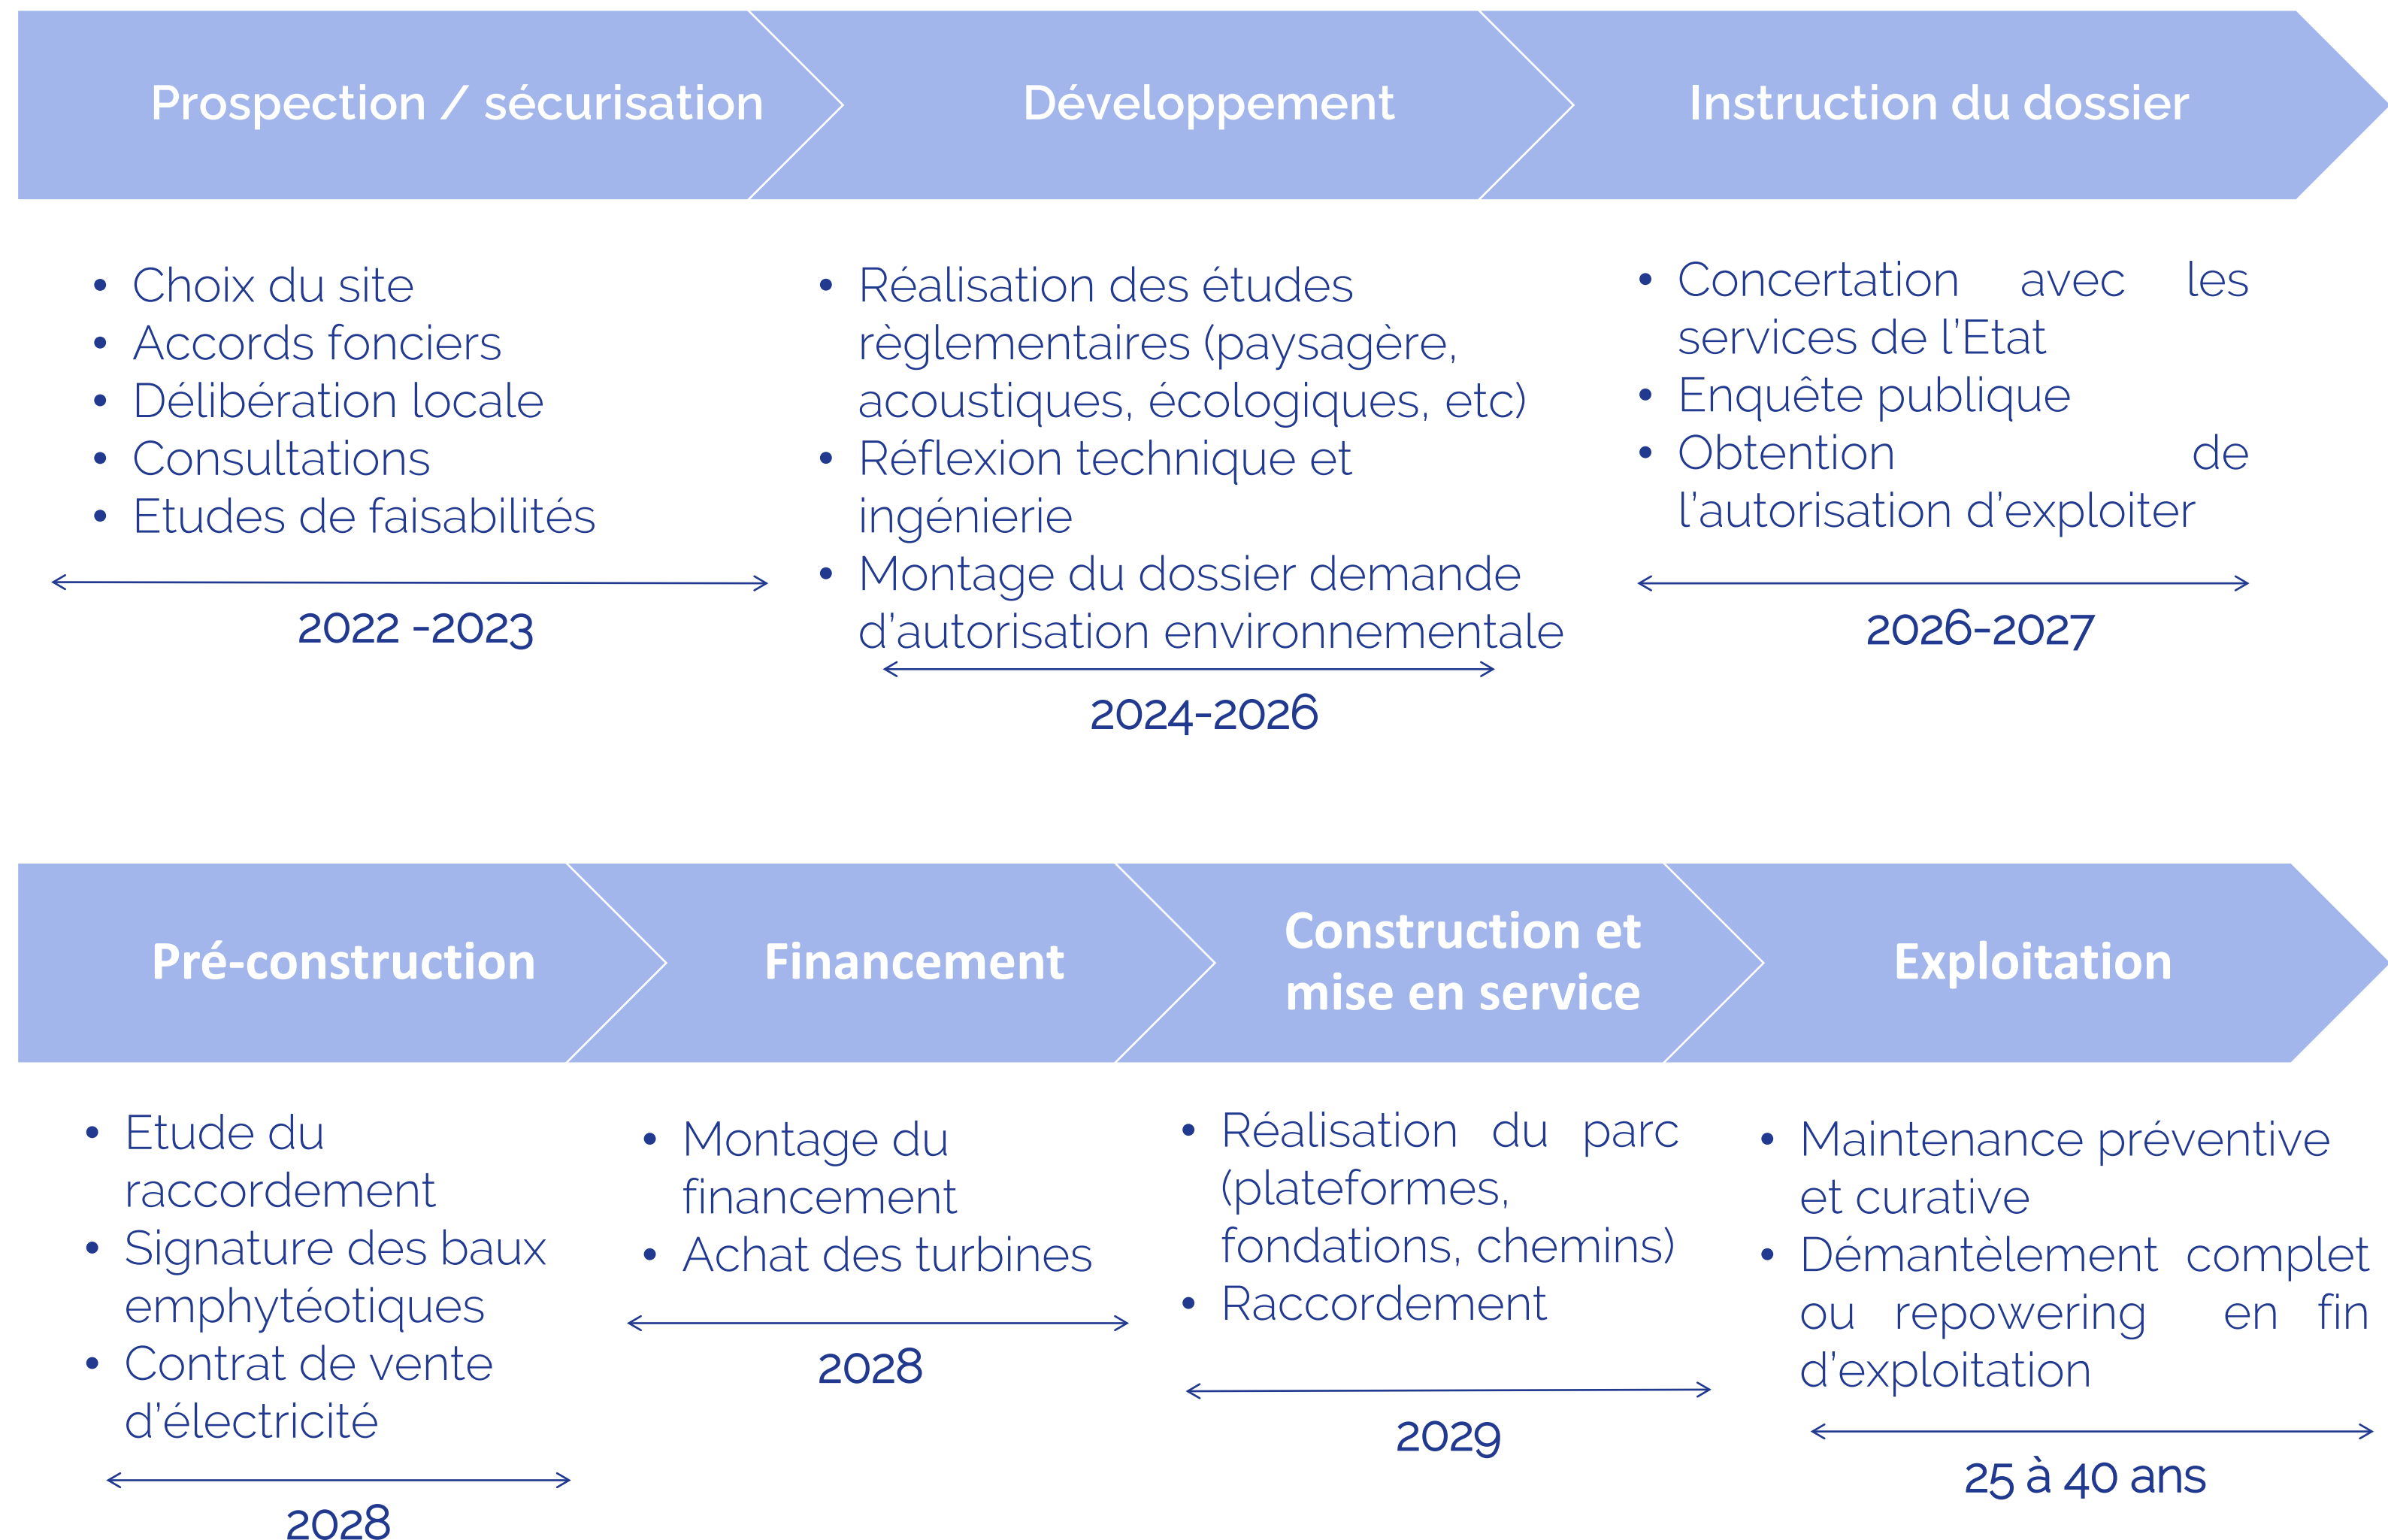 Prospection / sécurisation
Développement
Instruction du dossier
• Choix du site
• Accords fonciers
• Délibération locale
• Consultations
• Etudes de faisabilités
2022 -2023
• Réalisation des études
règlementaires (paysagère,
acoustiques, écologiques, etc)
• Réflexion technique et
ingénierie
• Montage du dossier demande
d’autorisation environnementale
2024-2026
• Concertation avec les
services de l’Etat
• Enquête publique
• Obtention de
l’autorisation d’exploiter
2026-2027
Pré-construction
Financement
Construction et
mise en service
Exploitation
• Etude du
raccordement
• Signature des baux
emphytéotiques
• Contrat de vente
d’électricité
2028
• Montage du
financement
• Achat des turbines
2028
• Réalisation du parc
(plateformes,
fondations, chemins)
• Raccordement
2029
• Maintenance préventive
et curative
• Démantèlement complet
ou repowering en fin
d’exploitation
25 à 40 ans